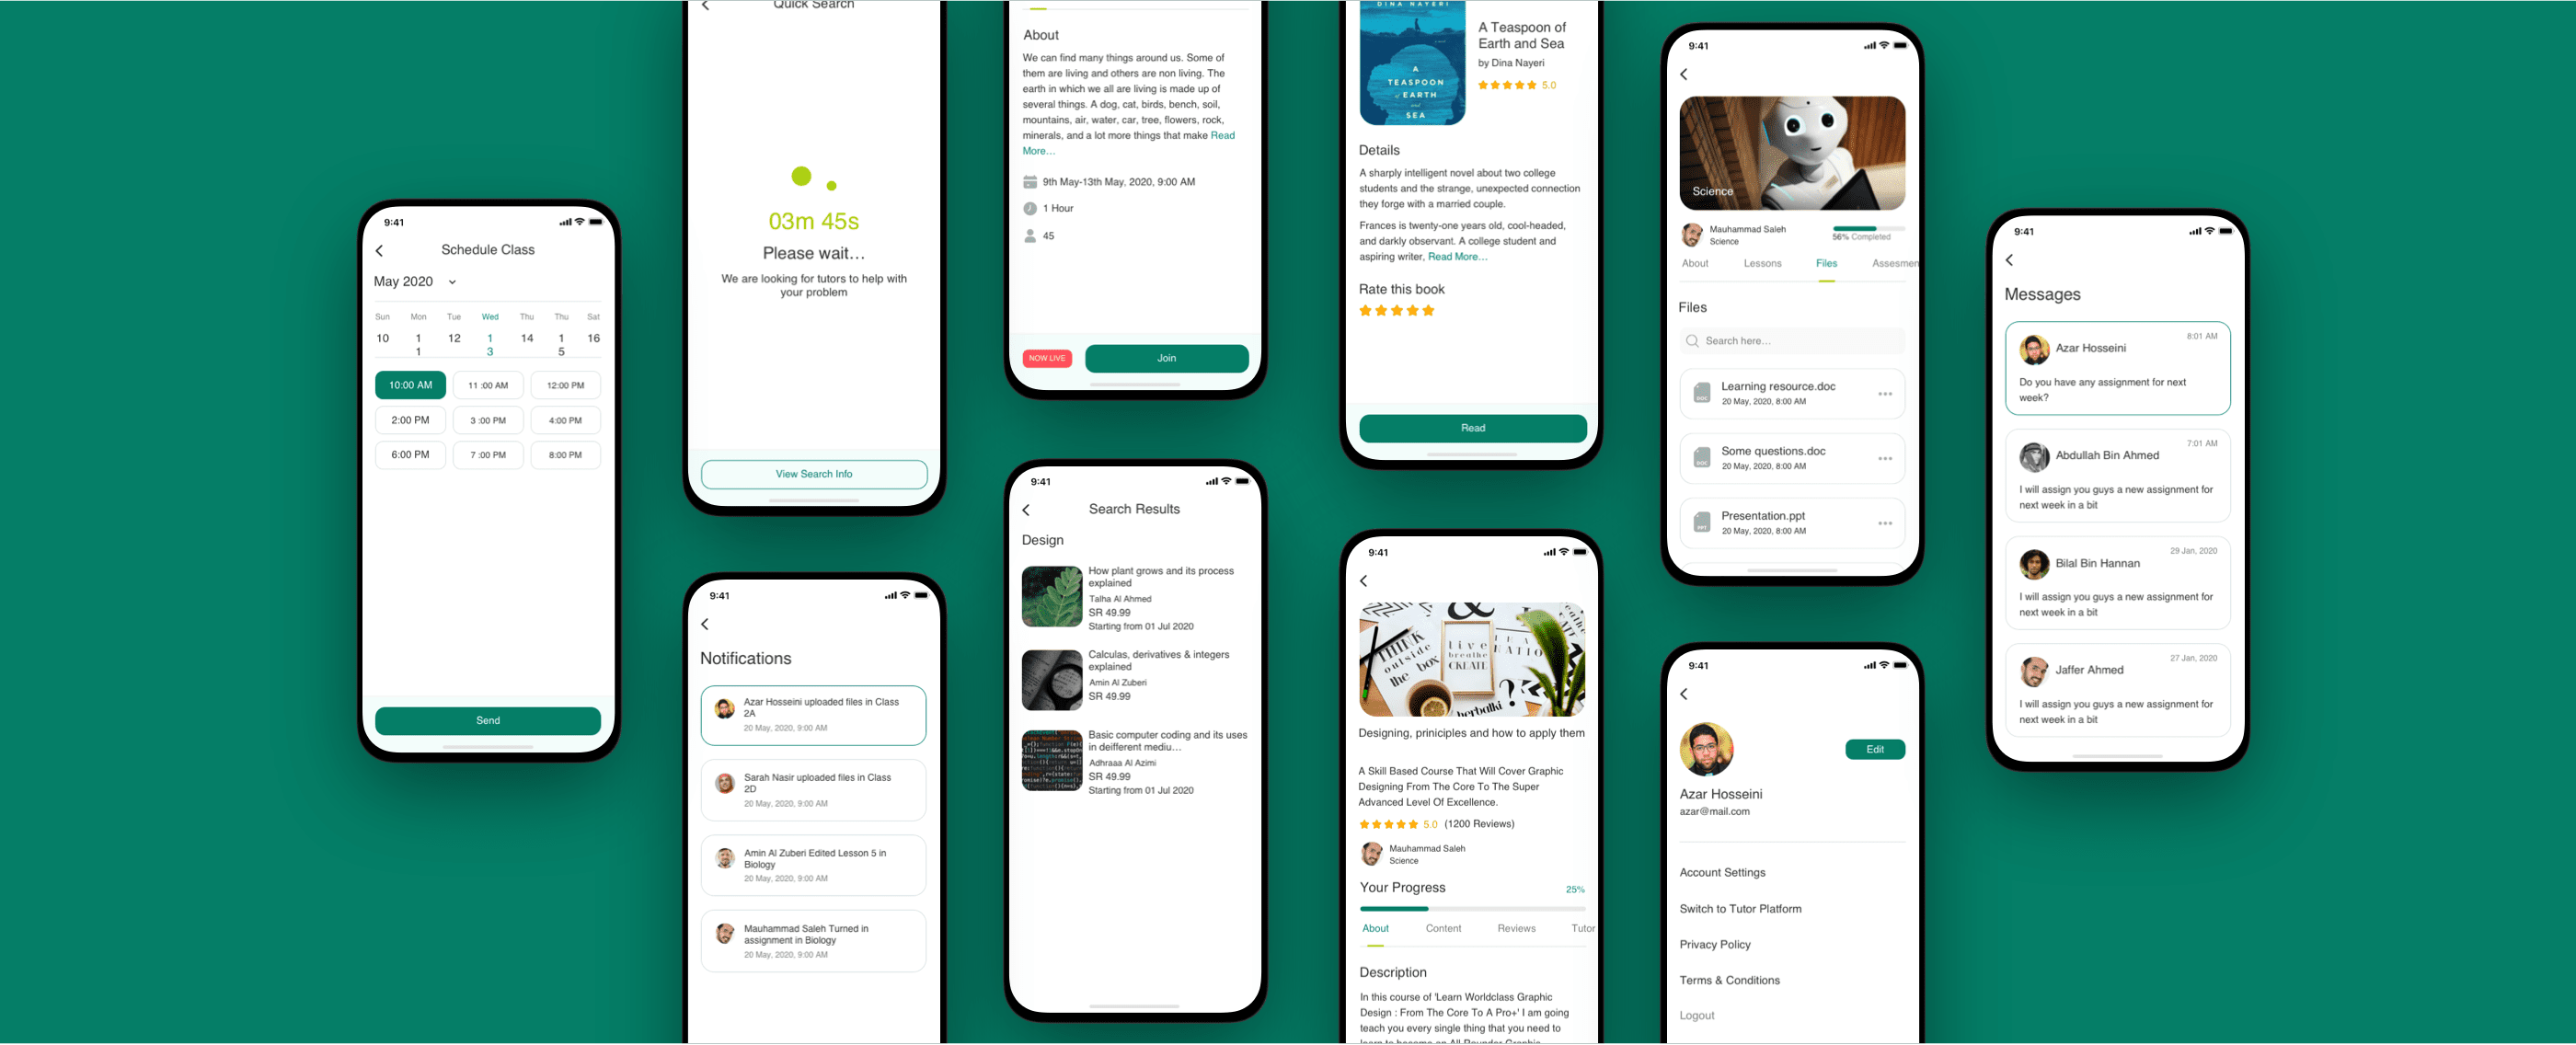 9:41
Schedule Class
May 2020
Sun Mon Tue Wed Thu Thu Sat
10 1 12 1 14 1 16
1 3 5
10:00 AM 11 :00 AM 12:00 PM
2:00 PM 3 :00 PM 4:00 PM
6:00 PM 7 :00 PM 8:00 PM
Send
Quick Search
03m 45s
Please wait...
We are looking for tutors to help with
your problem
View Search Info
9:41
Notifications
Azar Hosseini uploaded files in Class
2A
20 May, 2020, 9:00 AM
Sarah Nasir uploaded files in Class
2D
20 May, 2020, 9:00 AM
Amin Al Zuberi Edited Lesson 5 in
Biology
20 May, 2020, 9:00 AM
Mauhammad Saleh Turned in
assignment in Biology
20 May, 2020, 9:00 AM
About
We can find many things around us. Some of
them are living and others are non living. The
earth in which we all are living is made up of
several things. A dog, cat, birds, bench, soil,
mountains, air, water, car, tree, flowers, rock,
minerals, and a lot more things that make Read
More...
9th May-13th May, 2020, 9:00 AM
1 Hour
45
NOW LIVE
Join
9:41
Search Results
Design
How plant grows and its process
explained
Talha Al Ahmed
SR 49.99
Starting from 01 Jul 2020
Calculas, derivatives & integers
explained
Amin Al Zuberi
SR 49.99
Basic computer coding and its uses
in deifferent mediu...
Adhraaa Al Azimi
SR 49.99
Starting from 01 Jul 2020
DINA NAYERI
A
TEASPOON
of EARTH
and
SEA
A Teaspoon of
Earth and Sea
by Dina Nayeri
5.0
Details
A sharply intelligent novel about two college
students and the strange, unexpected connection
they forge with a married couple.
Frances is twenty-one years old, cool-headed,
and darkly observant. A college student and
aspiring writer, Read More...
Rate this book
Read
9:41
&
THINK
outside
the
box
live
breathe
CREATE
?
herbalki
Designing, priniciples and how to apply them
A Skill Based Course That Will Cover Graphic
Designing From The Core To The Super
Advanced Level Of Excellence.
5.0 (1200 Reviews)
Mauhammad Saleh
Science
Your Progress 25%
About Content Reviews Tutor
Description
In this course of 'Learn Worldclass Graphic
Design : From The Core To A Pro+' I am going
teach you every single thing that you need to
learn to become an All Rounder Graphic
9:41
Science
Mauhammad Saleh
Science
56% Completed
About Lessons Files Assesmen
Files
Search here...
DOC
Learning resource.doc
20 May, 2020, 8:00 AM
DOC
Some questions.doc
20 May, 2020, 8:00 AM
PPT
Presentation.ppt
20 May, 2020, 8:00 AM
9:41
Edit
Azar Hosseini
azar@mail.com
Account Settings
Switch to Tutor Platform
Privacy Policy
Terms & Conditions
Logout
9:41
Messages
8:01 AM
Azar Hosseini
Do you have any assignment for next
week?
7:01 AM
Abdullah Bin Ahmed
I will assign you guys a new assignment for
next week in a bit
29 Jan, 2020
Bilal Bin Hannan
I will assign you guys a new assignment for
next week in a bit
27 Jan, 2020
Jaffer Ahmed
I will assign you guys a new assignment for
next week in a bit